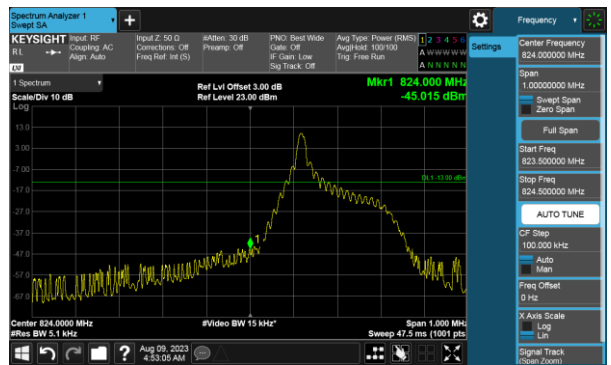 Spectrum Analyzer 1
Swept SA
Frequency
KEYSIGHT
RL
LNI
Input: RF
Coupling: AC
Align: Auto
Input Z: 50 Ω
Corrections: Off
Freq Ref: Int (S)
#Atten: 30 dB
Preamp: Off
PNO: Best Wide
Gate: Off
IF Gain: Low
Sig Track: Off
Avg Type: Power (RMS)
Avg|Hold: 100/100
Trig: Free Run
1 2 3 4 5 6
A W W W W W
A N N N N N
Settings
1 Spectrum
Scale/Div 10 dB
Log
Ref Lvl Offset 3.00 dB
Ref Level 23.00 dBm
Mkr1 824.000 MHz
-45.015 dBm
13.0
3.00
-7.00
DL1 -13.00 dBm
-17.0
-27.0
-37.0
1
-47.0
-57.0
-67.0
Center 824.0000 MHz
#Res BW 5.1 kHz
#Video BW 15 kHz*
Span 1.000 MHz
Sweep 47.5 ms (1001 pts
Center Frequency
824.000000 MHz
Span
1.00000000 MHz
Swept Span
Zero Span
Full Span
Start Freq
823.500000 MHz
Stop Freq
824.500000 MHz
AUTO TUNE
CF Step
100.000 kHz
Auto
Man
Freq Offset
0 Hz
X Axis Scale
Log
Lin
Signal Track
(Span Zoom)
?
Aug 09, 2023
4:53:05 AM